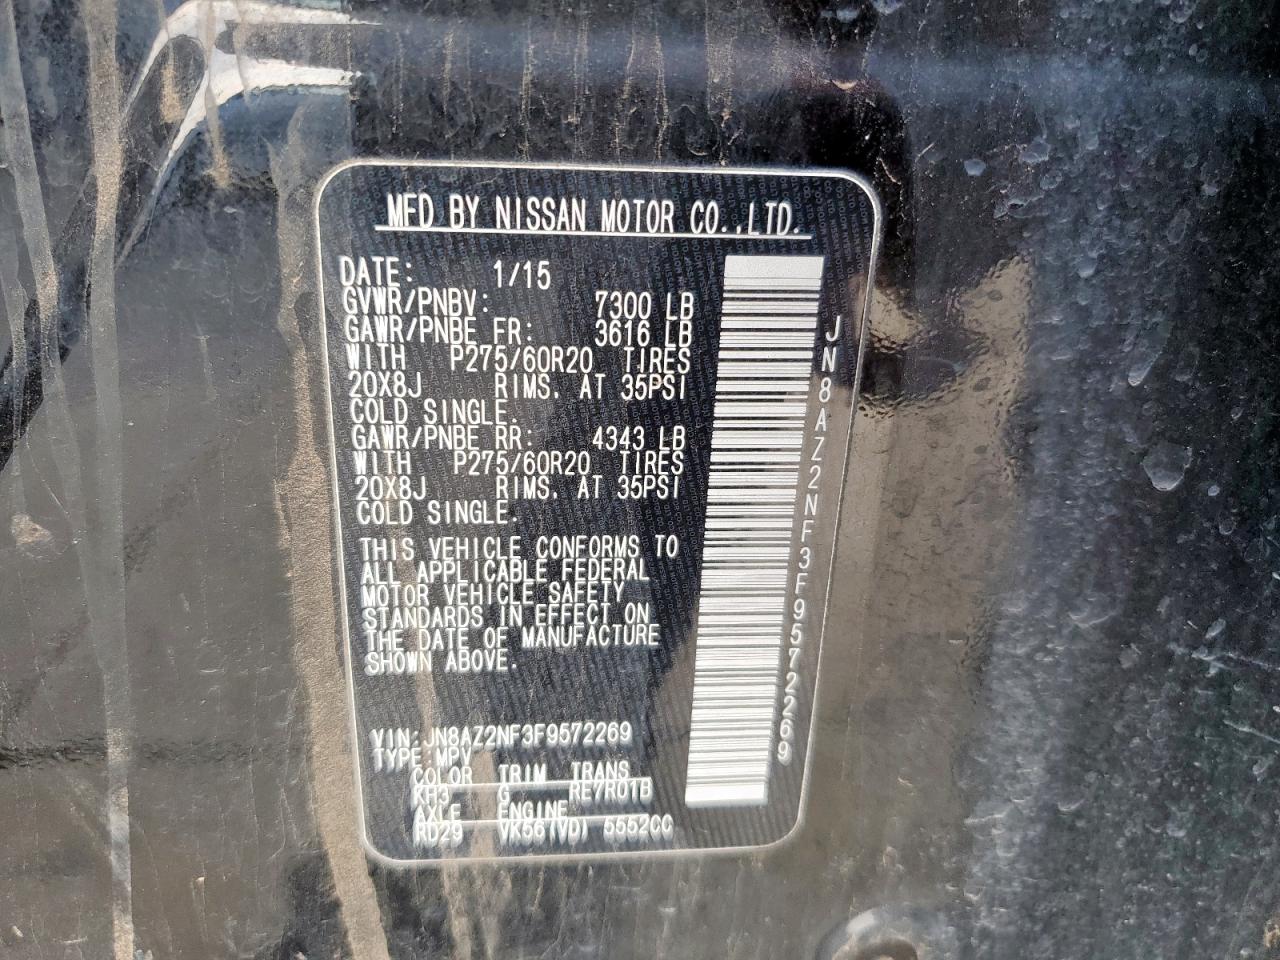 MFD BY NISSAN MOTOR CO.,LTD.
DATE: 1/15
GVWR/PNBV: 7300 LB
GAWR/PNBE FR: 3616 LB
WITH P275/60R20 TIRES
20X8J RIMS. AT 35PSI
COLD SINGLE.
GAWR/PNBE RR: 4343 LB
WITH P275/60R20 TIRES
20X8J RIMS. AT 35PSI
COLD SINGLE.
THIS VEHICLE CONFORMS TO
ALL APPLICABLE FEDERAL
MOTOR VEHICLE SAFETY
STANDARDS IN EFFECT ON
THE DATE OF MANUFACTURE
SHOWN ABOVE.
VIN:JN8AZ2NF3F9572269
TYPE:MPV
COLOR TRIM TRANS
KH3 G RE7R01B
AXLE ENGINE
RD29 VK56(VD) 5552CC
JN8AZ2NF3F9572269